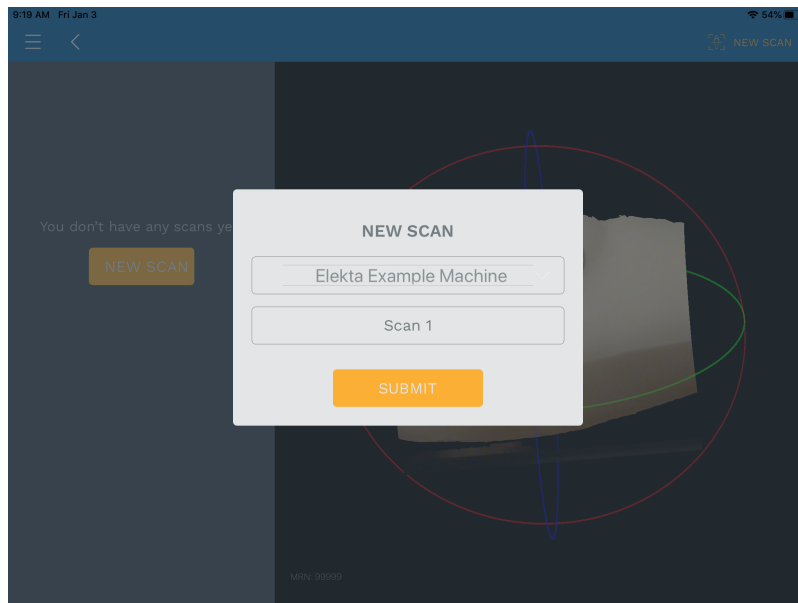 9:19 AM Fri Jan 3
54%
NEW SCAN
You don't have any scans ye
NEW SCAN
NEW SCAN
Elekta Example Machine
Scan 1
SUBMIT
MRN: 99999